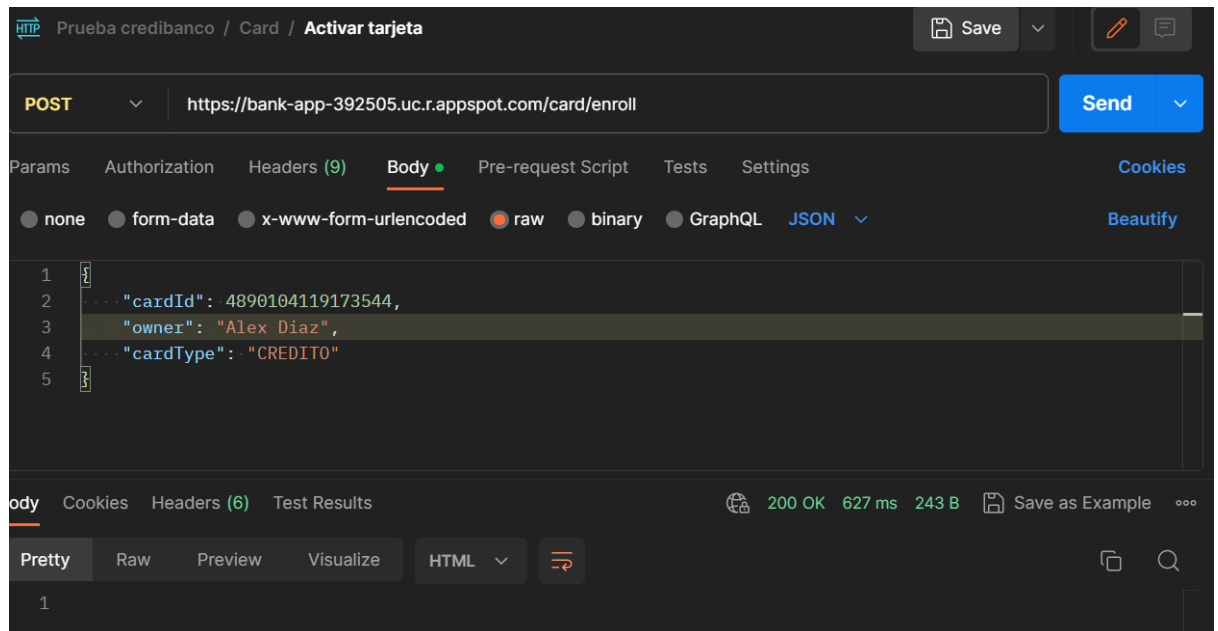 HTTP Prueba credibanco / Card / Activar tarjeta Save
POST https://bank-app-392505.uc.r.appspot.com/card/enroll Send
Params Authorization Headers (9) Body Pre-request Script Tests Settings Cookies
none form-data x-www-form-urlencoded raw binary GraphQL JSON Beautify
1 {
2 "cardId": 4890104119173544,
3 "owner": "Alex Diaz",
4 "cardType": "CREDITO"
5 }
ody Cookies Headers (6) Test Results 200 OK 627 ms 243 B Save as Example
Pretty Raw Preview Visualize HTML
1